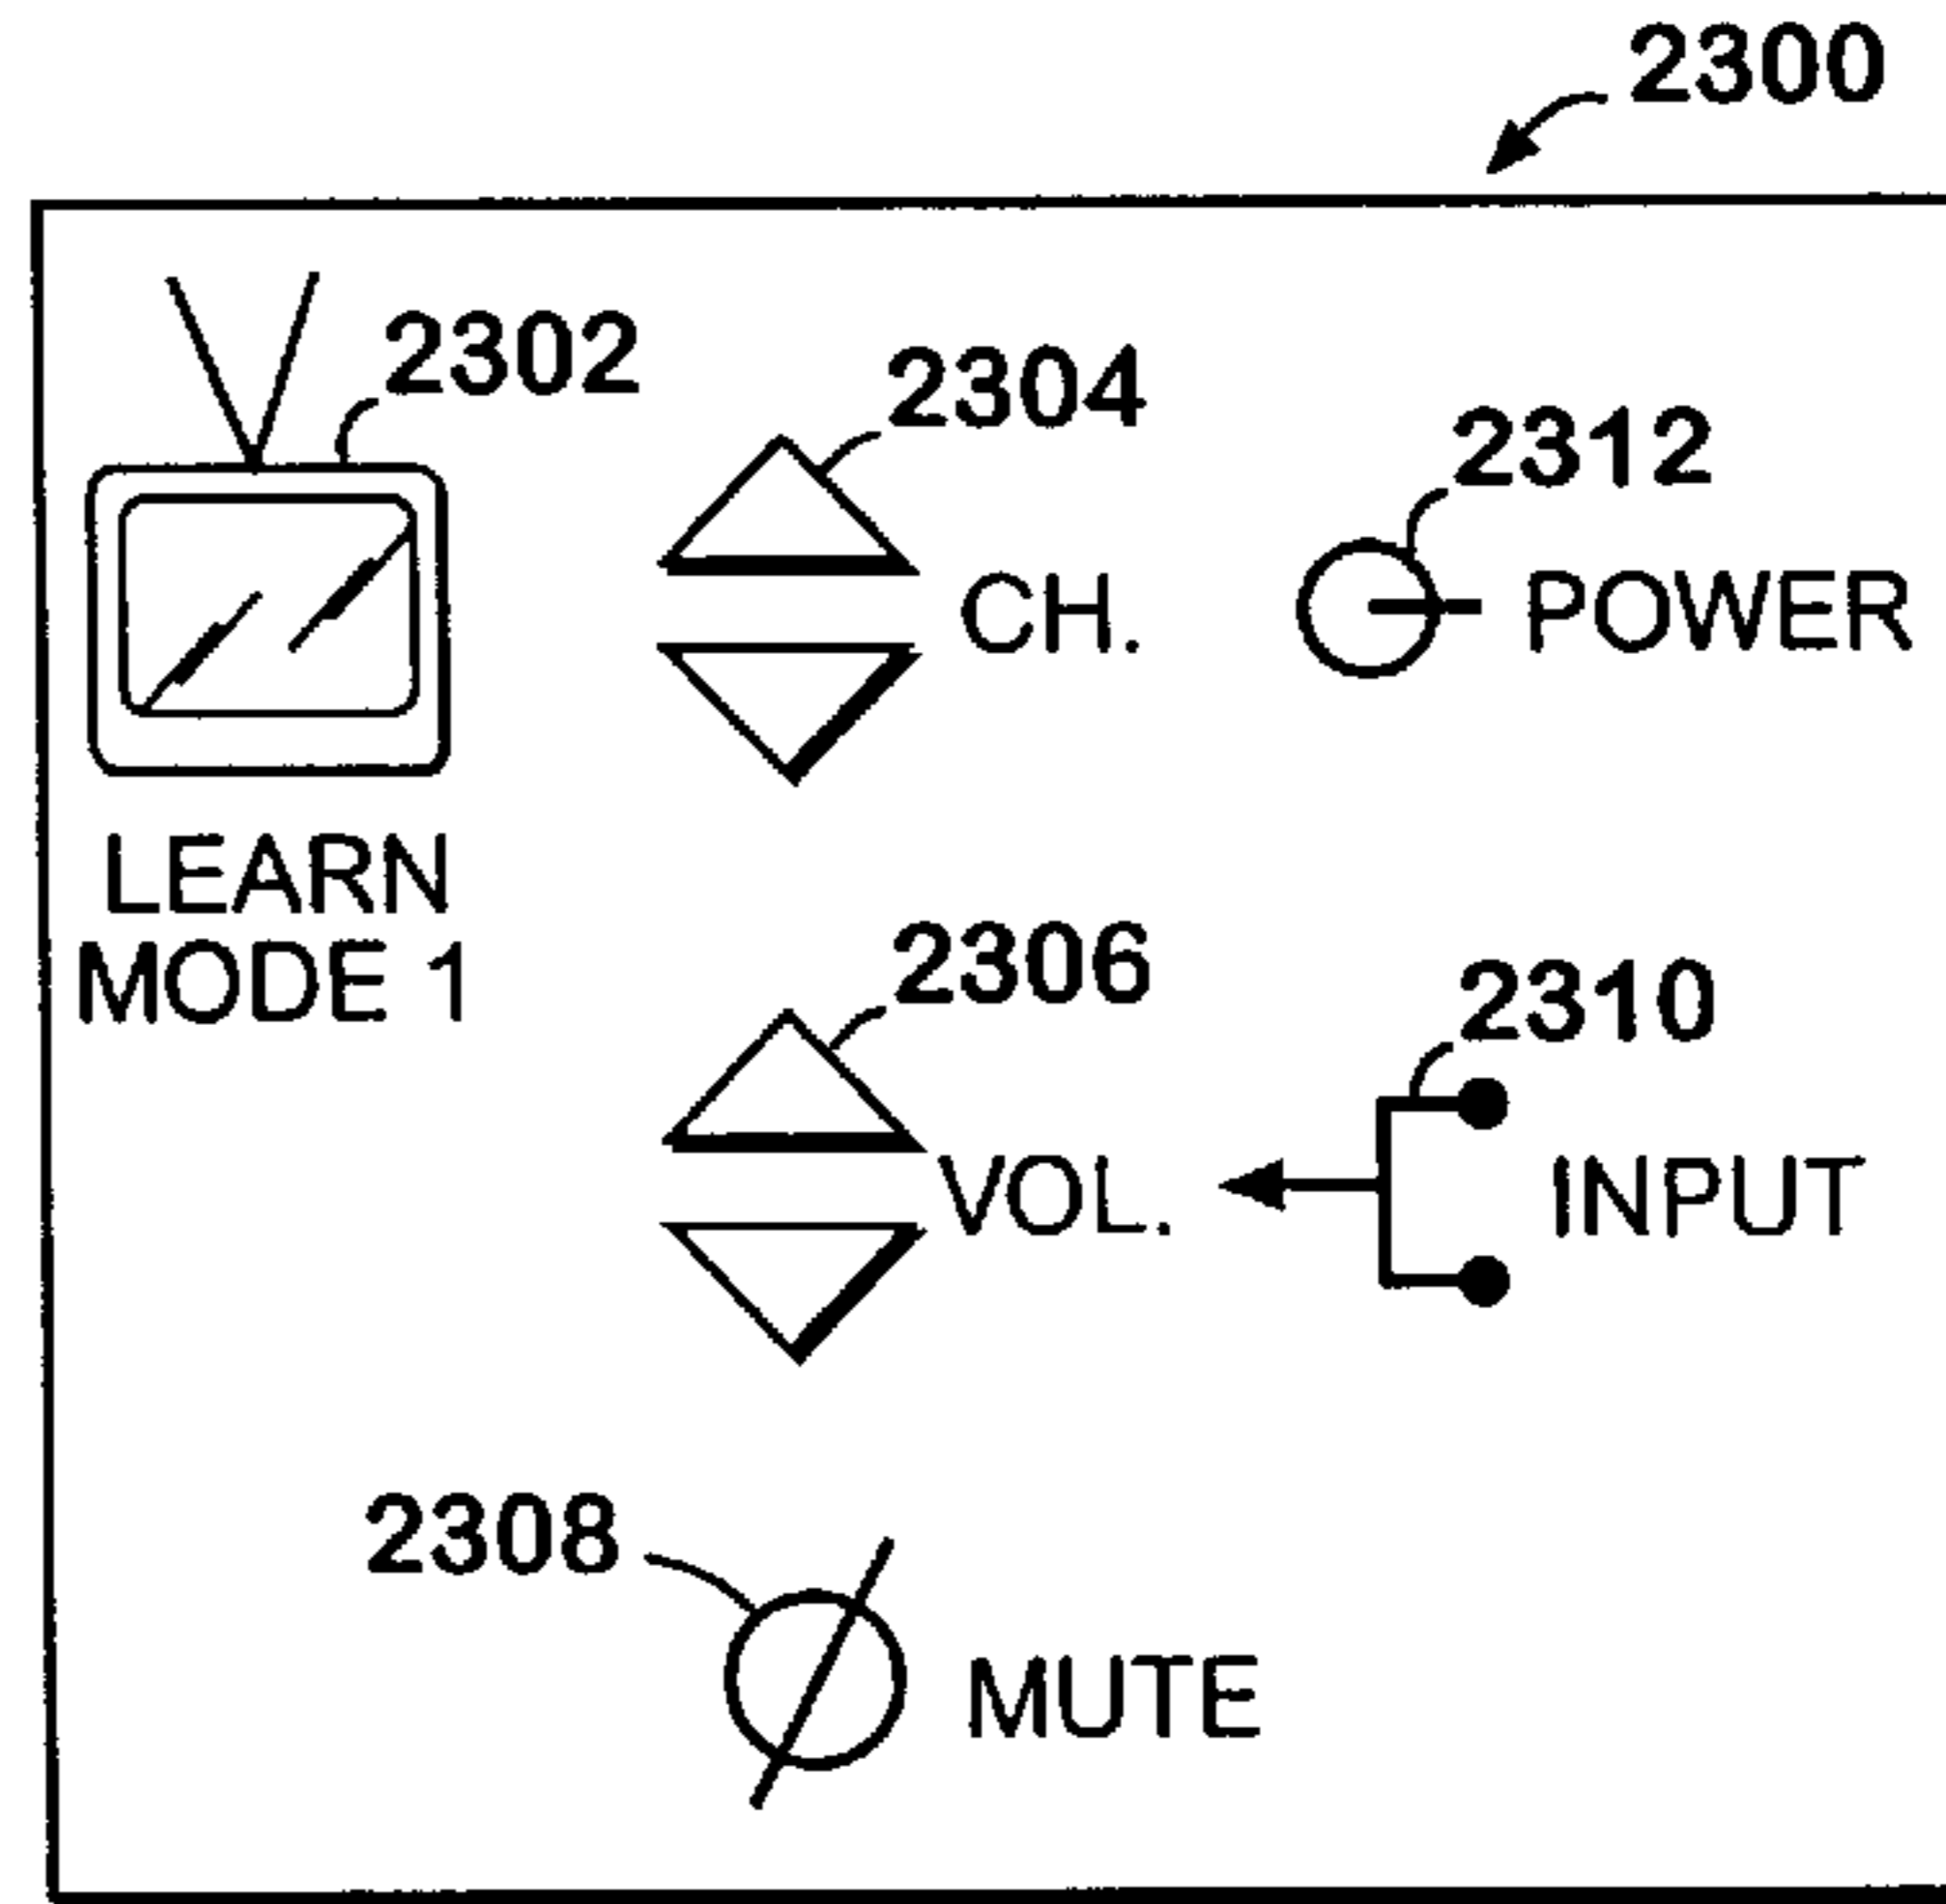 2300
2302
2304
2312
CH.
POWER
LEARN
MODE 1
2306
2310
VOL.
INPUT
2308
MUTE